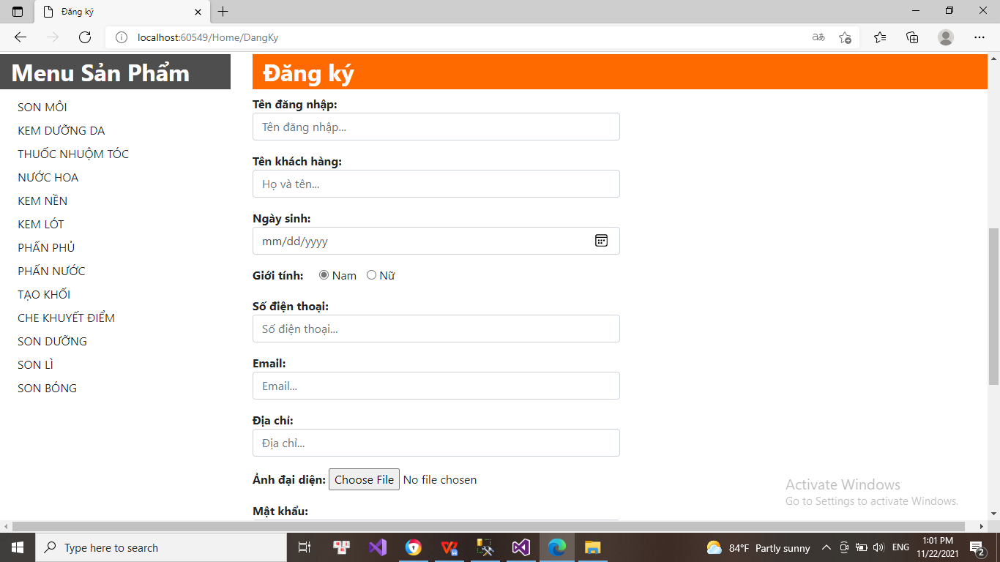 Đăng ký
localhost:60549/Home/DangKy
aあ
Menu Sản Phẩm
SON MÔI
KEM DƯỠNG DA
THUỐC NHUỘM TÓC
NƯỚC HOA
KEM NỀN
KEM LÓT
PHẤN PHỦ
PHẤN NƯỚC
TẠO KHỐI
CHE KHUYẾT ĐIỂM
SON DƯỠNG
SON LÌ
SON BÓNG
Đăng ký
Tên đăng nhập:
Tên đăng nhập...
Tên khách hàng:
Họ và tên...
Ngày sinh:
mm/dd/yyyy
Giới tính: Nam Nữ
Số điện thoại:
Số điện thoại...
Email:
Email...
Địa chỉ:
Địa chỉ...
Ảnh đại diện: Choose File No file chosen
Mật khẩu:
Activate Windows
Go to Settings to activate Windows.
Type here to search
84°F Partly sunny
ENG
1:01 PM
11/22/2021
2